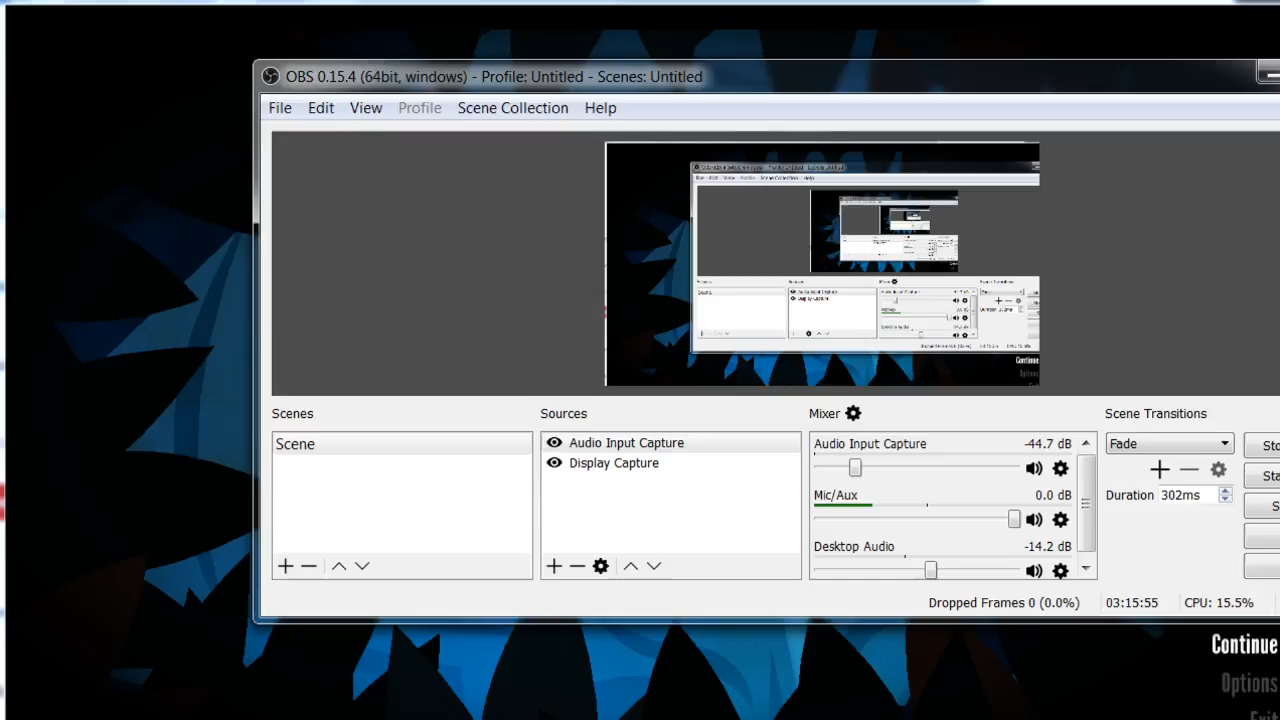 OBS 0.15.4 (64bit, windows) - Profile: Untitled - Scenes: Untitled
File Edit View Profile Scene Collection Help
Continue
Scenes Sources Mixer Scene Transitions
Scene Audio Input Capture Audio Input Capture -44.7 dB Fade
Display Capture
Mic/Aux 0.0 dB Duration 302ms
Desktop Audio -14.2 dB
Dropped Frames 0 (0.0%) 03:15:55 CPU: 15.5%
Continue
Options